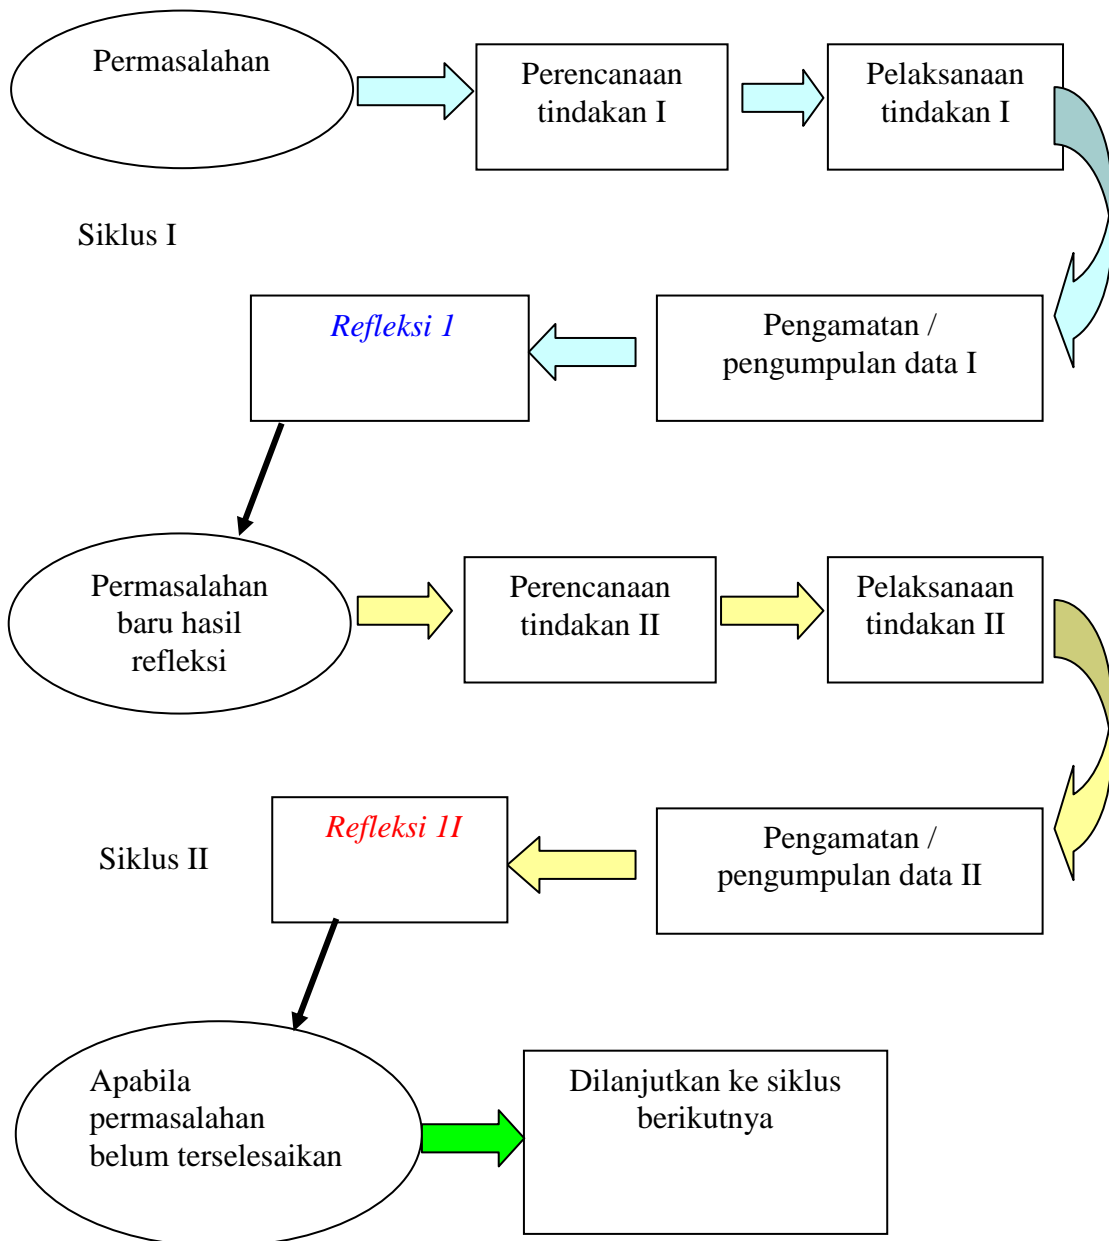 Permasalahan
Perencanaan
tindakan I
Pelaksanaan
tindakan I
Siklus I
Refleksi 1
Pengamatan /
pengumpulan data I
Permasalahan
baru hasil
refleksi
Perencanaan
tindakan II
Pelaksanaan
tindakan II
Siklus II
Refleksi 1I
Pengamatan /
pengumpulan data II
Apabila
permasalahan
belum terselesaikan
Dilanjutkan ke siklus
berikutnya